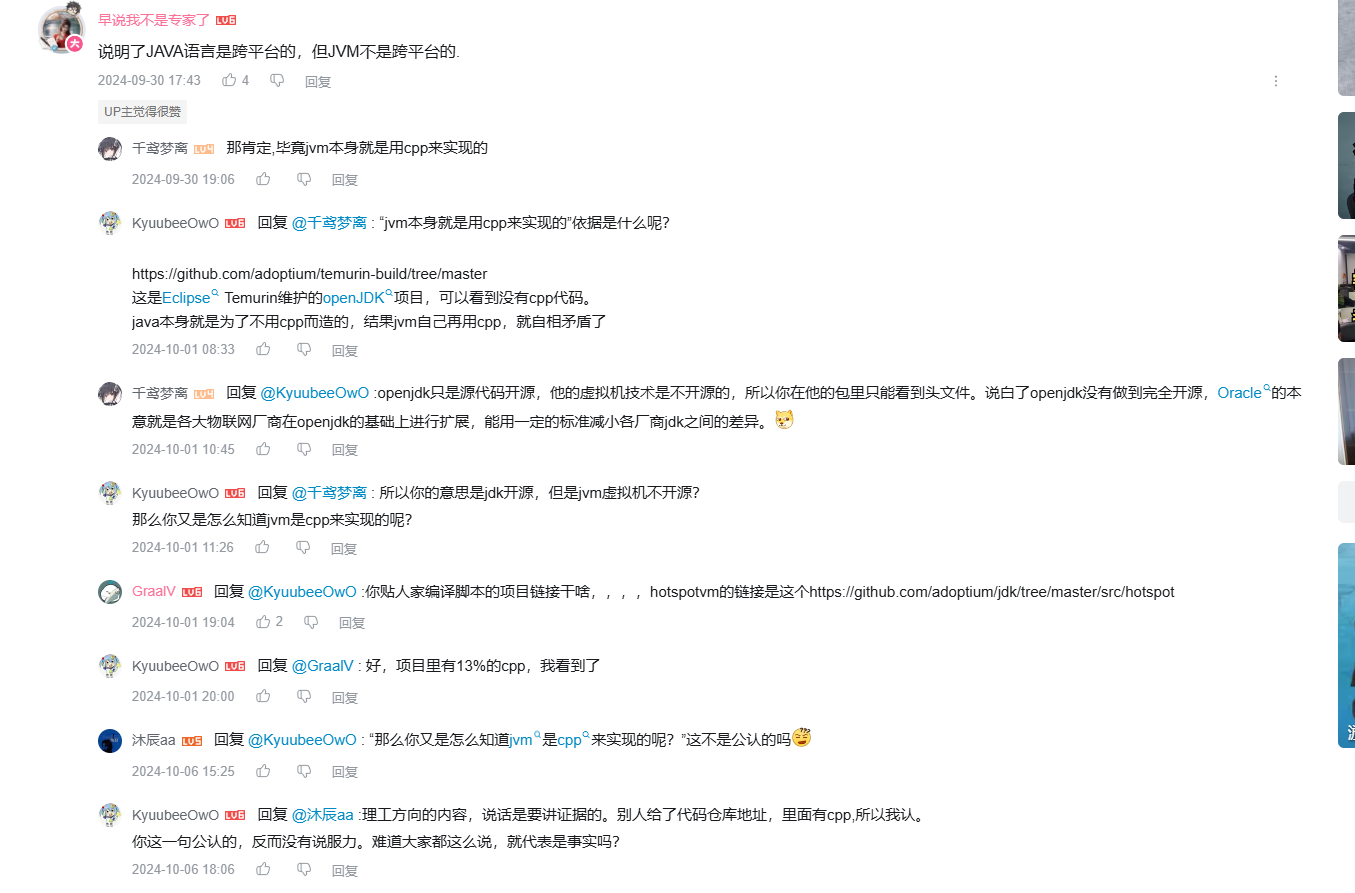 早说我不是专家了 LV6
说明了JAVA语言是跨平台的，但JVM不是跨平台的.
2024-09-30 17:43 4 回复
UP主觉得很赞
千鸢梦离 LV4 那肯定,毕竟jvm本身就是用cpp来实现的
2024-09-30 19:06 回复
KyuubeeOwO LV6 回复 @千鸢梦离 : “jvm本身就是用cpp来实现的”依据是什么呢？
https://github.com/adoptium/temurin-build/tree/master
这是Eclipse Temurin维护的openJDK项目，可以看到没有cpp代码。
java本身就是为了不用cpp而造的，结果jvm自己再用cpp，就自相矛盾了
2024-10-01 08:33 回复
千鸢梦离 LV4 回复 @KyuubeeOwO :openjdk只是源代码开源，他的虚拟机技术是不开源的，所以你在他的包里只能看到头文件。说白了openjdk没有做到完全开源，Oracle的本
意就是各大物联网厂商在openjdk的基础上进行扩展，能用一定的标准减小各厂商jdk之间的差异。
2024-10-01 10:45 回复
KyuubeeOwO LV6 回复 @千鸢梦离 : 所以你的意思是jdk开源，但是jvm虚拟机不开源？
那么你又是怎么知道jvm是cpp来实现的呢？
2024-10-01 11:26 回复
GraalV LV6 回复 @KyuubeeOwO :你贴人家编译脚本的项目链接干啥，，，，hotspotvm的链接是这个https://github.com/adoptium/jdk/tree/master/src/hotspot
2024-10-01 19:04 2 回复
KyuubeeOwO LV6 回复 @GraalV : 好，项目里有13%的cpp，我看到了
2024-10-01 20:00 回复
沐辰aa LV5 回复 @KyuubeeOwO : “那么你又是怎么知道jvm是cpp来实现的呢？”这不是公认的吗
2024-10-06 15:25 回复
KyuubeeOwO LV6 回复 @沐辰aa :理工方向的内容，说话是要讲证据的。别人给了代码仓库地址，里面有cpp,所以我认。
你这一句公认的，反而没有说服力。难道大家都这么说，就代表是事实吗？
2024-10-06 18:06 回复